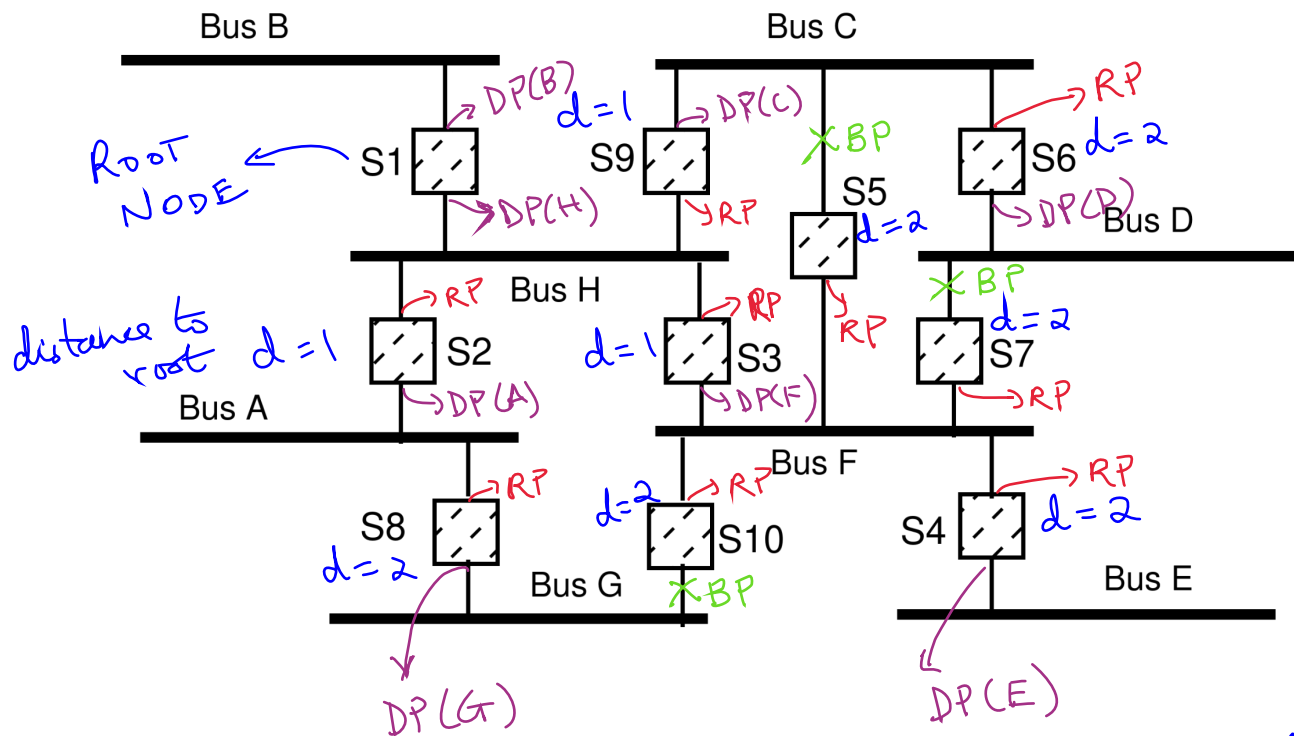 Bus B
Bus C
DP(B)
d=1
DP(C)
RP
ROOT
NODE
S1
S9
X BP
S6
d=2
S5
d=2
DP(H)
RP
DP(D)
Bus D
RP
Bus H
RP
X BP
d=2
distance to
root d=1
S2
d=1
S3
RP
S7
Bus A
DP(A)
DP(F)
RP
Bus F
RP
d=2
RP
RP
S8
S10
S4
d=2
d=2
Bus G
X BP
Bus E
DP(G)
DP(E)